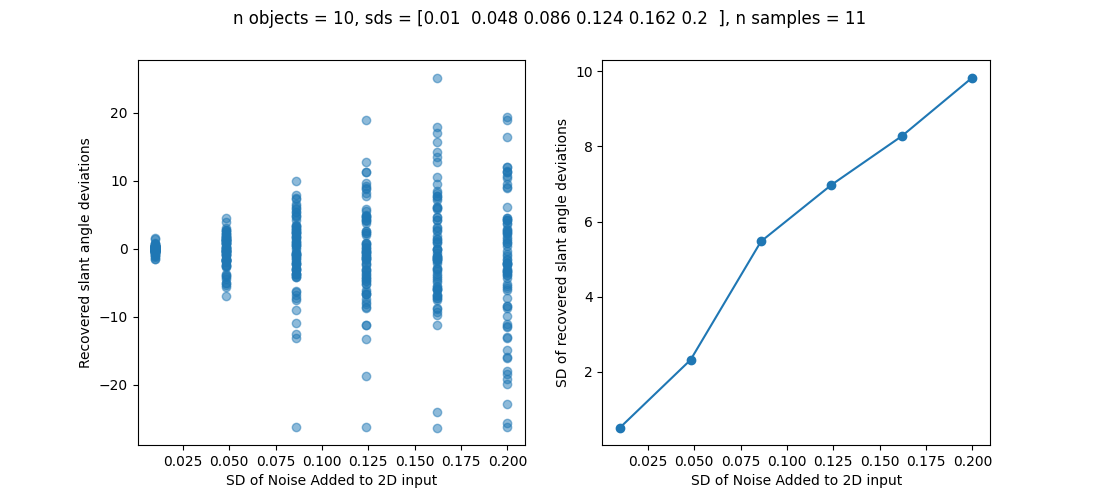 n objects = 10, sds = [0.01  0.048 0.086 0.124 0.162 0.2  ], n samples = 11
Recovered slant angle deviations
20
10
0
−10
−20
0.025 0.050 0.075 0.100 0.125 0.150 0.175 0.200
SD of Noise Added to 2D input
SD of recovered slant angle deviations
10
8
6
4
2
0.025 0.050 0.075 0.100 0.125 0.150 0.175 0.200
SD of Noise Added to 2D input